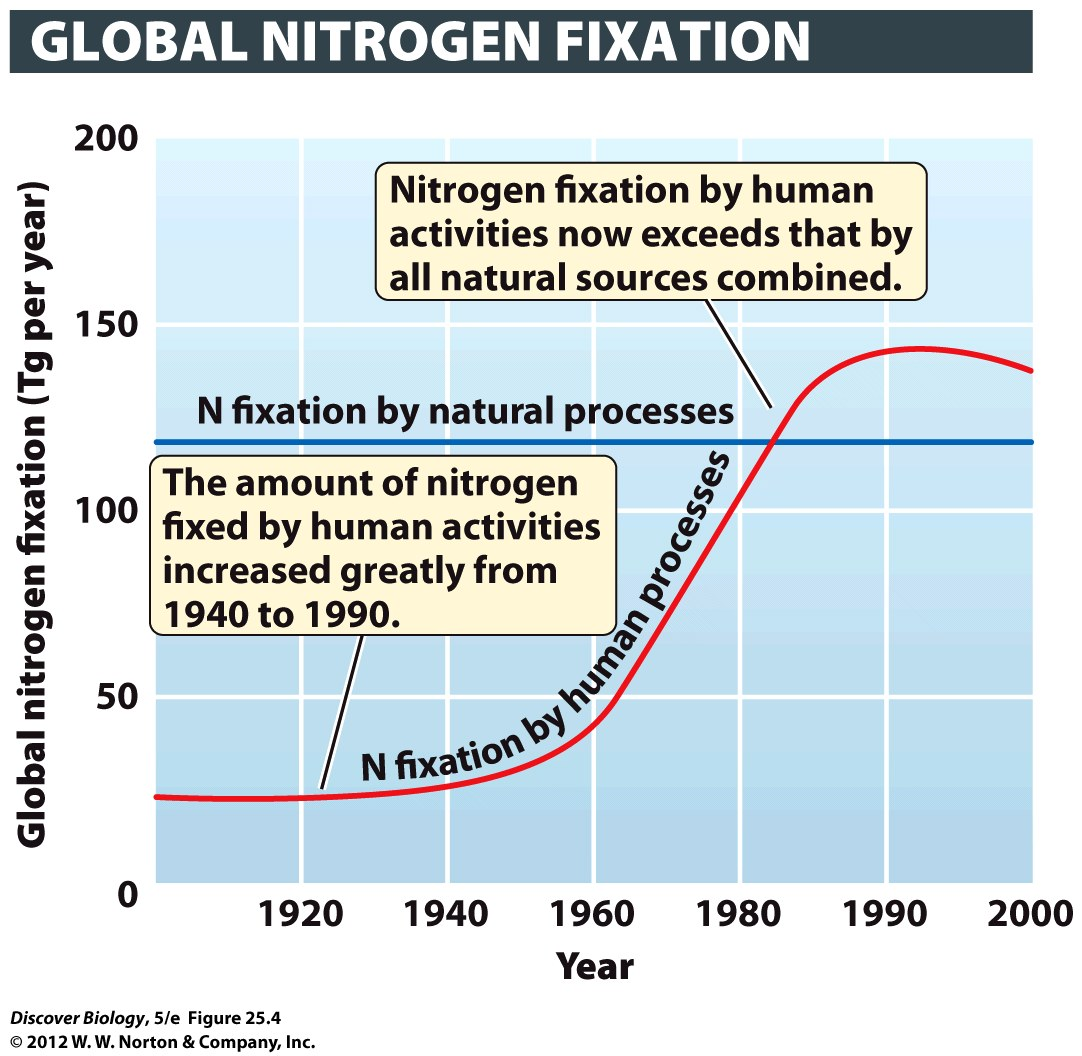 GLOBAL NITROGEN FIXATION
Global nitrogen fixation (Tg per year)
200
150
100
50
0
Nitrogen fixation by human
activities now exceeds that by
all natural sources combined.
N fixation by natural processes
The amount of nitrogen
fixed by human activities
increased greatly from
1940 to 1990.
N fixation by human processes
1920 1940 1960 1980 1990 2000
Year
Discover Biology, 5/e Figure 25.4
© 2012 W. W. Norton & Company, Inc.